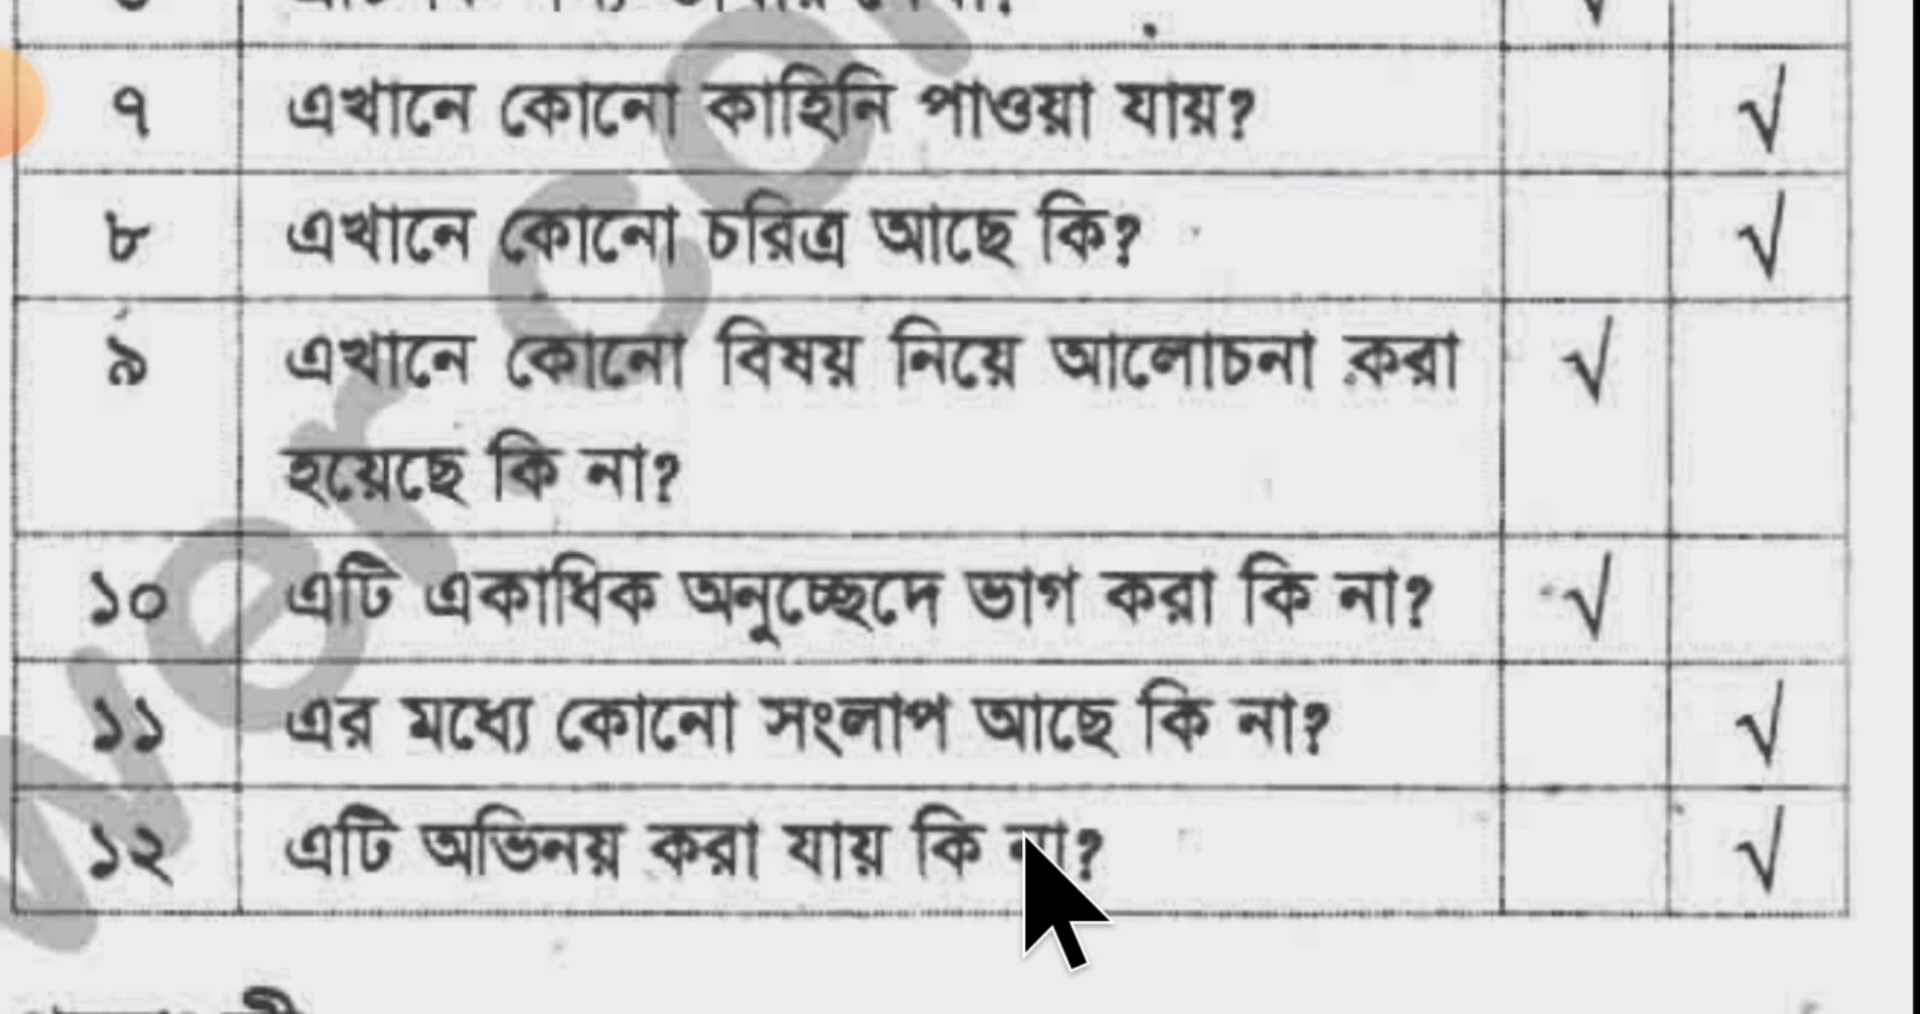 ৭ এখানে কোনো কাহিনি পাওয়া যায়? √
৮ এখানে কোনো চরিত্র আছে কি? √
৯ এখানে কোনো বিষয় নিয়ে আলোচনা করা √
হয়েছে কি না?
১০ এটি একাধিক অনুচ্ছেদে ভাগ করা কি না? √
১১ এর মধ্যে কোনো সংলাপ আছে কি না? √
১২ এটি অভিনয় করা যায় কি না? √